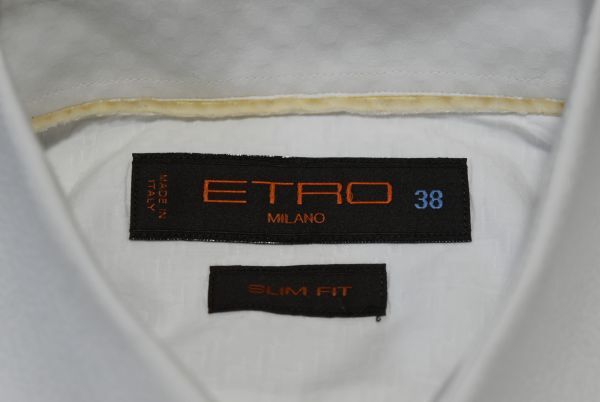 MADE IN
ITALY
ETRO
MILANO
38
SLIM FIT